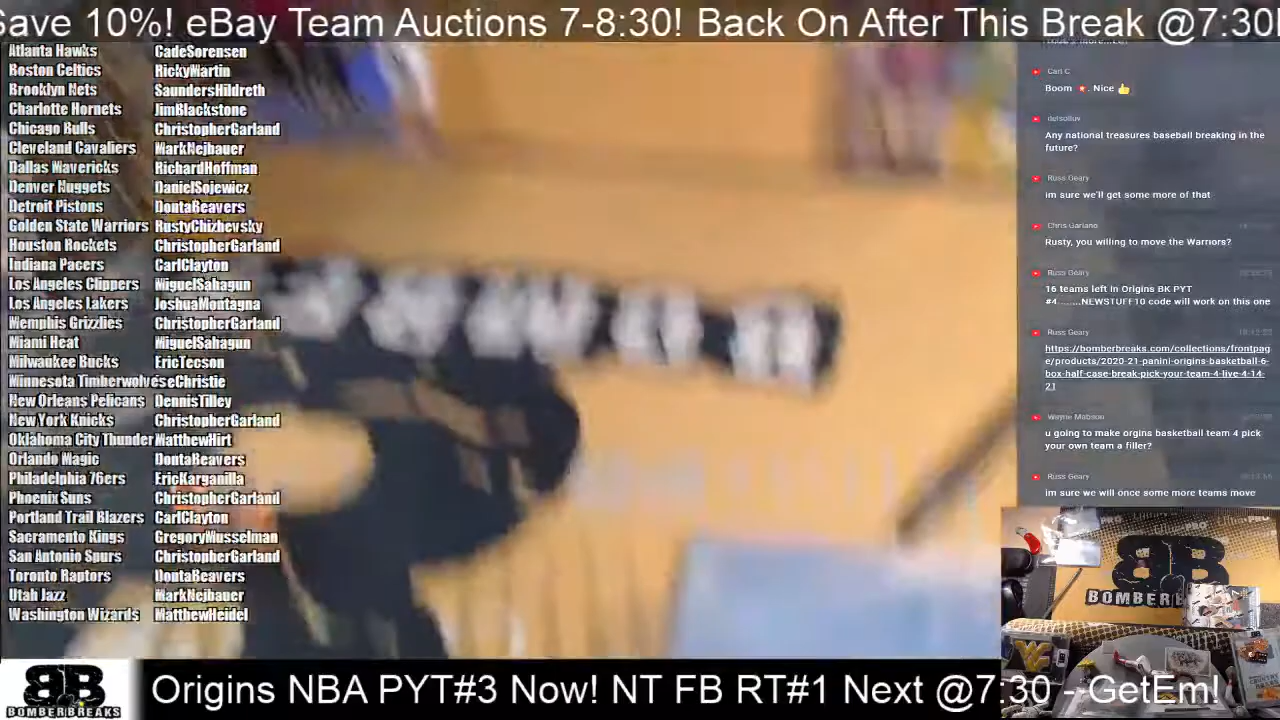 Save 10%! eBay Team Auctions 7-8:30! Back On After This Break @7:30!
Atlanta Hawks CadeSorensen
Boston Celtics RickyMartin
Brooklyn Nets SaundersHildreth
Charlotte Hornets JimBlackstone
Chicago Bulls ChristopherGarland
Cleveland Cavaliers MarkNejbauer
Dallas Mavericks RichardHoffman
Denver Nuggets DanielSojewicz
Detroit Pistons DontaBeavers
Golden State Warriors RustyChizhevsky
Houston Rockets ChristopherGarland
Indiana Pacers CarlClayton
Los Angeles Clippers MiguelSahagun
Los Angeles Lakers JoshuaMontagna
Memphis Grizzlies ChristopherGarland
Miami Heat MiguelSahagun
Milwaukee Bucks EricTecson
Minnesota Timberwolves eChristie
New Orleans Pelicans DennisTilley
New York Knicks ChristopherGarland
Oklahoma City Thunder MatthewHirt
Orlando Magic DontaBeavers
Philadelphia 76ers EricKarganilla
Phoenix Suns ChristopherGarland
Portland Trail Blazers CarlClayton
Sacramento Kings GregoryMusselman
San Antonio Spurs ChristopherGarland
Toronto Raptors DontaBeavers
Utah Jazz MarkNejbauer
Washington Wizards MatthewHeidel
Carl C
Boom 💥. Nice 👍
Any national treasures baseball breaking in the
future?
Russ Geary
im sure we'll get some more of that
Chris Garland
Rusty, you willing to move the Warriors?
Russ Geary
16 teams left in Origins BK PYT
#4........NEWSTUFF10 code will work on this one
Russ Geary
https://bomberbreaks.com/collections/frontpag
e/products/2020-21-panini-origins-basketball-6-
box-half-case-break-pick-your-team-4-live-4-14-
21
Wayne Mabson
u going to make orgins basketball team 4 pick
your own team a filler?
Russ Geary
im sure we will once some more teams move
BB
BOMBERBREAKS
Origins NBA PYT#3 Now! NT FB RT#1 Next @7:30 - GetEm!